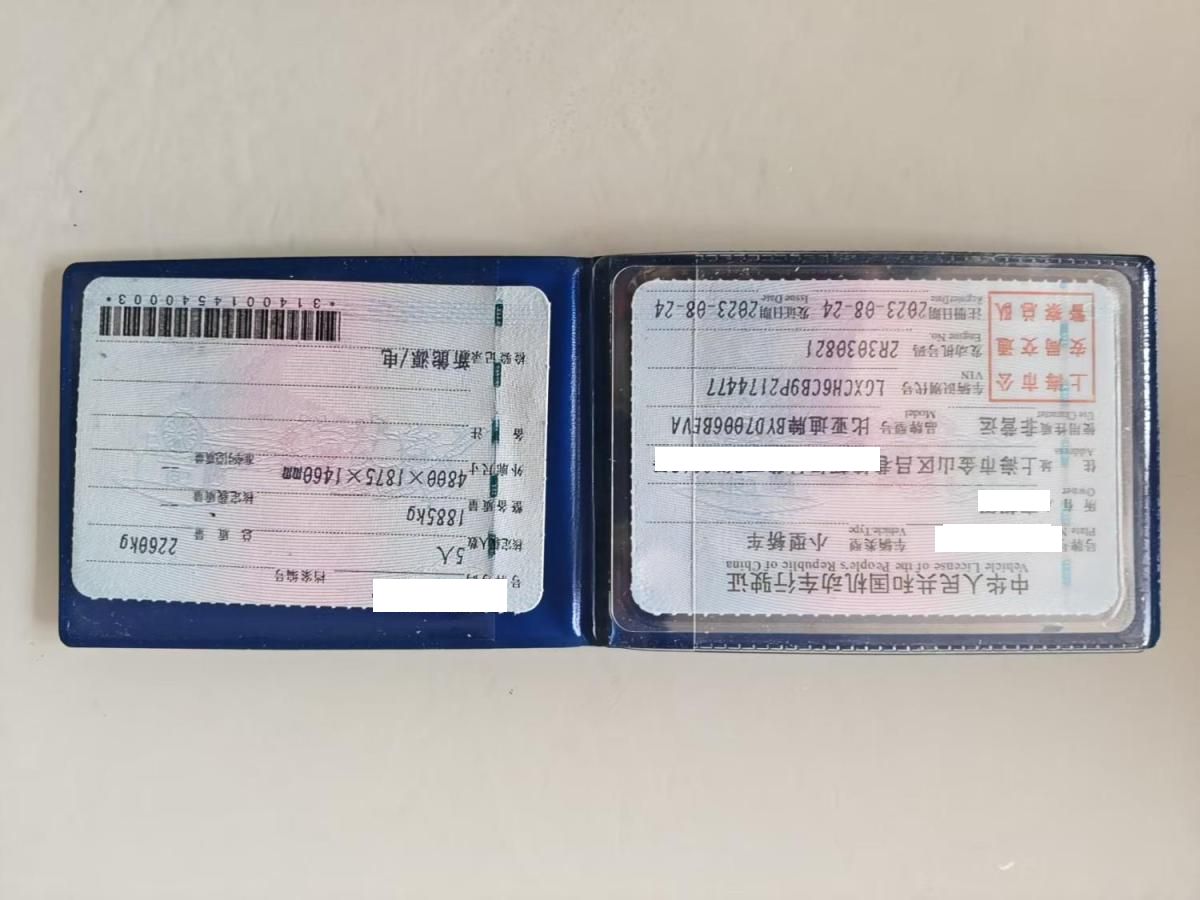 中华人民共和国机动车行驶证
Vehicle License of the People's Republic of China
号牌
Plate N
车辆类型 小型轿车
Vehicle Type
所有人
Owner
住址 上海市金山区吕巷
Address
使用性质 非营运
Use Character
品牌型号 比亚迪牌BYD7006BEVA
Model
上海市公
安局交通
警察总队
车辆识别代号 LGXCH6CB9P2174477
VIN
发动机号码 2R3030821
Engine No.
注册日期 2023-08-24
Register Date
发证日期 2023-08-24
Issue Date
号
档案编号
核定载人数 5人
总质量 2260kg
整备质量 1885kg
核定载质量 --
外廓尺寸 4800×1875×1460mm
准牵引总质量 --
备注
检验记录 新能源/电
*3140014540003*